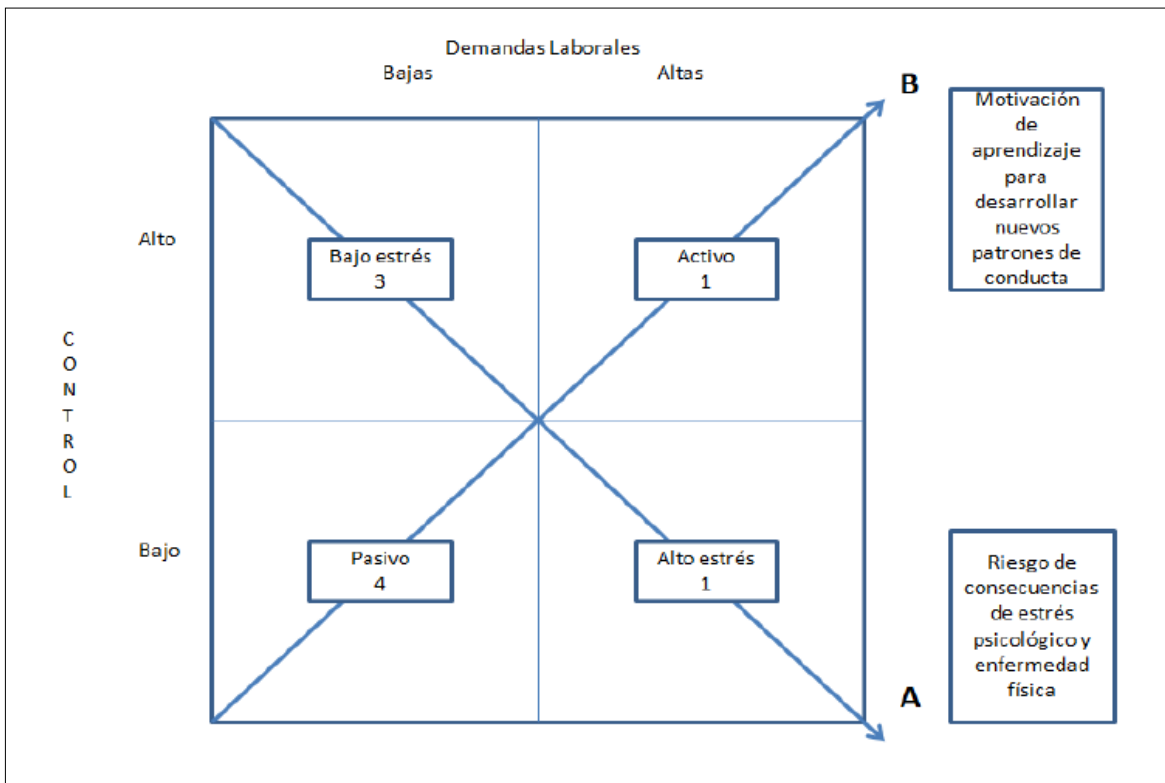 Demandas Laborales
Bajas Altas
B
Motivación
de
aprendizaje
para
desarrollar
nuevos
patrones de
conducta
Alto
Bajo estrés
3
Activo
1
C
O
N
T
R
O
L
Bajo
Pasivo
4
Alto estrés
1
Riesgo de
consecuencias
de estrés
psicológico y
enfermedad
física
A